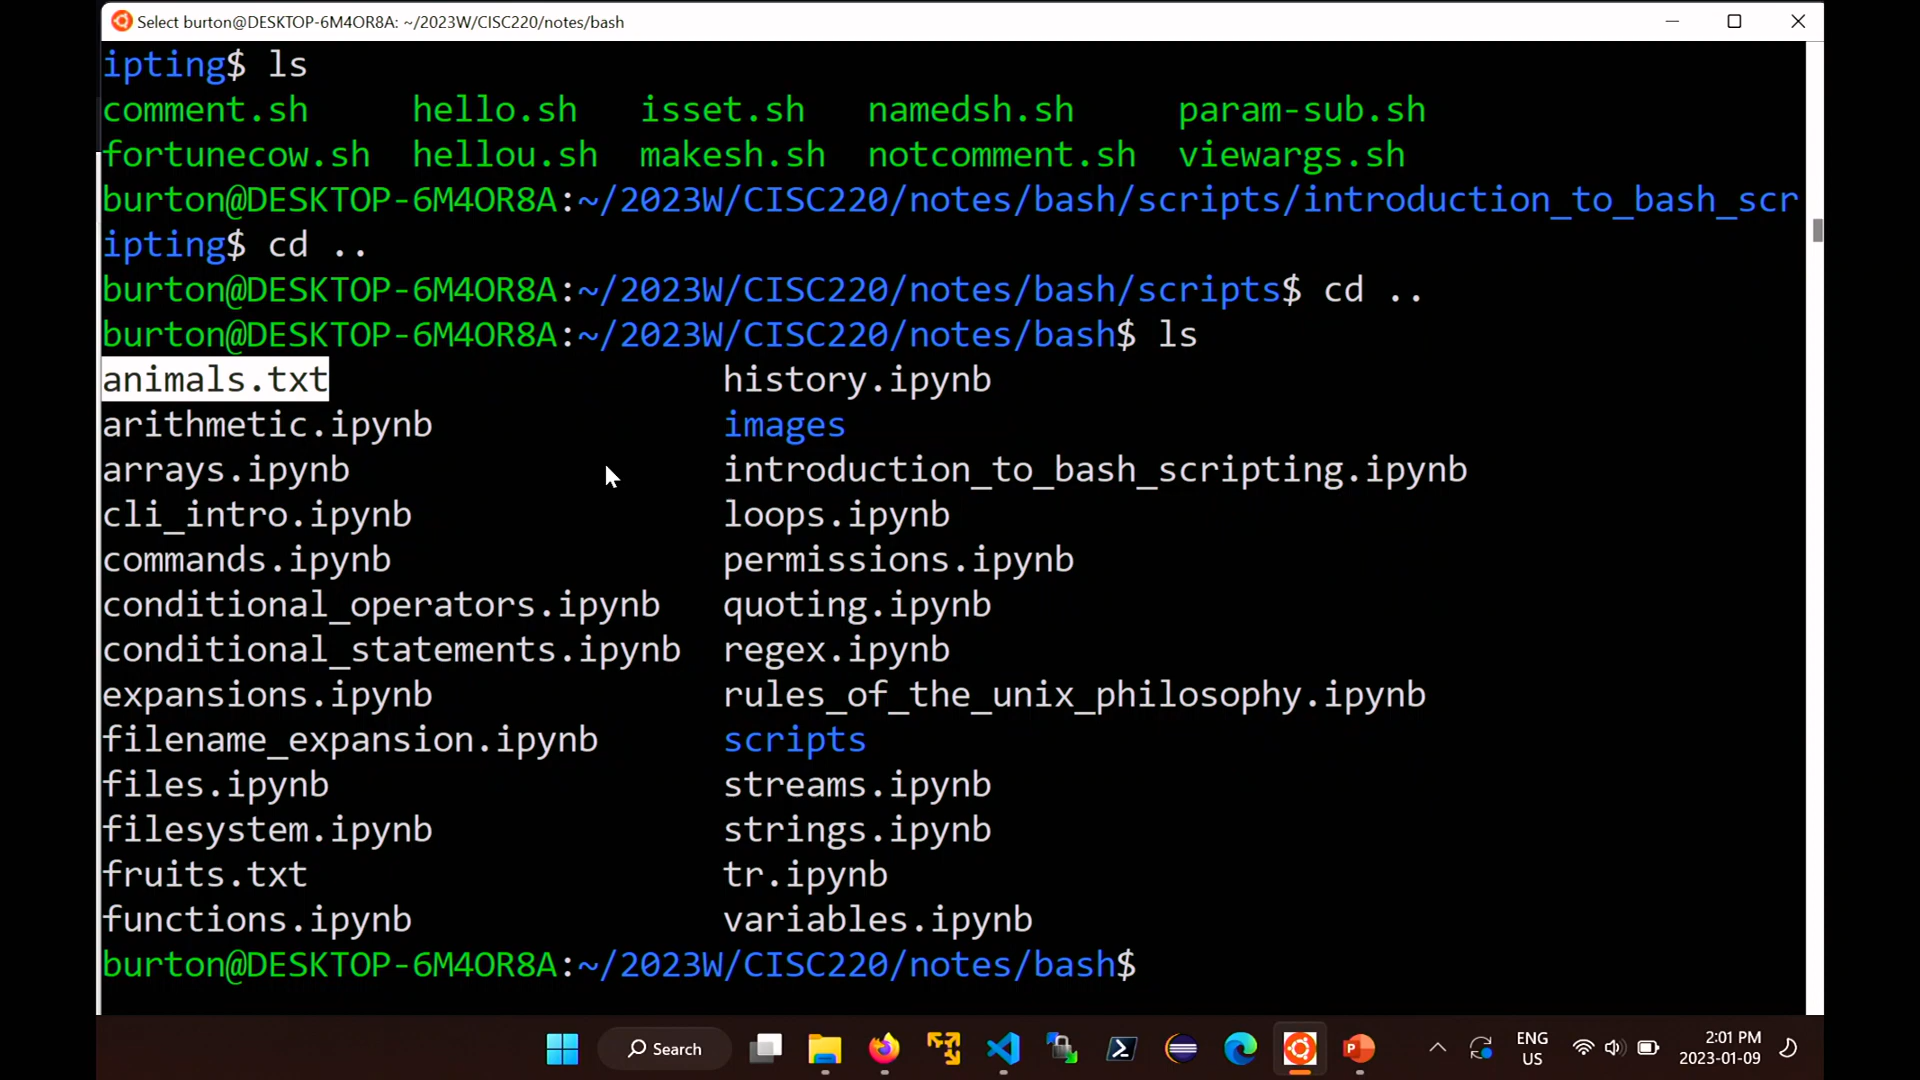 Select burton@DESKTOP-6M4OR8A: ~/2023W/CISC220/notes/bash
ipting$ ls
comment.sh hello.sh isset.sh namedsh.sh param-sub.sh
fortunecow.sh hellou.sh makesh.sh notcomment.sh viewargs.sh
burton@DESKTOP-6M4OR8A:~/2023W/CISC220/notes/bash/scripts/introduction_to_bash_scr
ipting$ cd ..
burton@DESKTOP-6M4OR8A:~/2023W/CISC220/notes/bash/scripts$ cd ..
burton@DESKTOP-6M4OR8A:~/2023W/CISC220/notes/bash$ ls
animals.txt history.ipynb
arithmetic.ipynb images
arrays.ipynb introduction_to_bash_scripting.ipynb
cli_intro.ipynb loops.ipynb
commands.ipynb permissions.ipynb
conditional_operators.ipynb quoting.ipynb
conditional_statements.ipynb regex.ipynb
expansions.ipynb rules_of_the_unix_philosophy.ipynb
filename_expansion.ipynb scripts
files.ipynb streams.ipynb
filesystem.ipynb strings.ipynb
fruits.txt tr.ipynb
functions.ipynb variables.ipynb
burton@DESKTOP-6M4OR8A:~/2023W/CISC220/notes/bash$
Search
P
ENG
US
2:01 PM
2023-01-09